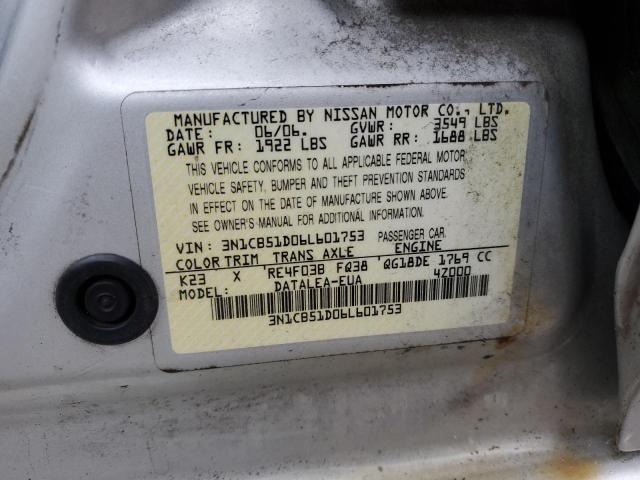 MANUFACTURED BY NISSAN MOTOR CO., LTD.
DATE: 06/06. GVWR: 3549 LBS
GAWR FR: 1922 LBS GAWR RR: 1688 LBS
THIS VEHICLE CONFORMS TO ALL APPLICABLE FEDERAL MOTOR
VEHICLE SAFETY, BUMPER AND THEFT PREVENTION STANDARDS
IN EFFECT ON THE DATE OF MANUFACTURE SHOWN ABOVE.
SEE OWNER'S MANUAL FOR ADDITIONAL INFORMATION.
VIN: 3N1CB51D06L601753 PASSENGER CAR.
COLOR TRIM TRANS AXLE ENGINE
K23 X RE4F03B FQ38 QG18DE 1769 CC
MODEL: DATALEA-EUA 4Z000
3N1CB51D06L601753